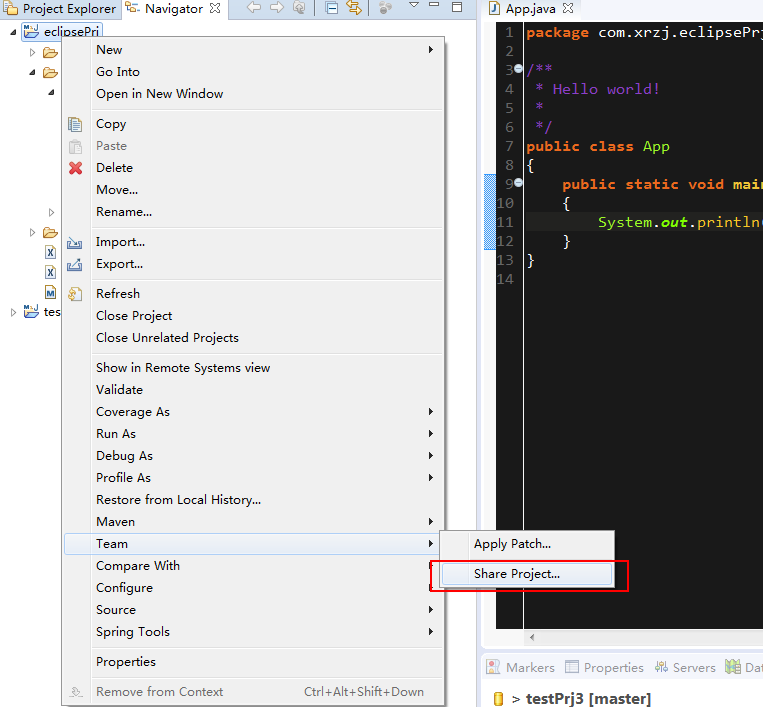 Project Explorer
Navigator
eclipsePrj
New
Go Into
Open in New Window
Copy
Paste
Delete
Move...
Rename...
Import...
Export...
Refresh
Close Project
Close Unrelated Projects
Show in Remote Systems view
Validate
Coverage As
Run As
Debug As
Profile As
Restore from Local History...
Maven
Team
Compare With
Configure
Source
Spring Tools
Properties
Remove from Context Ctrl+Alt+Shift+Down
tes
Apply Patch...
Share Project...
App.java
1 package com.xrzj.eclipsePrj
2
3 /**
4 * Hello world!
5 *
6 */
7 public class App
8 {
9 public static void main
10 {
11 System.out.println(
12 }
13 }
14
Markers Properties Servers Dat
> testPrj3 [master]